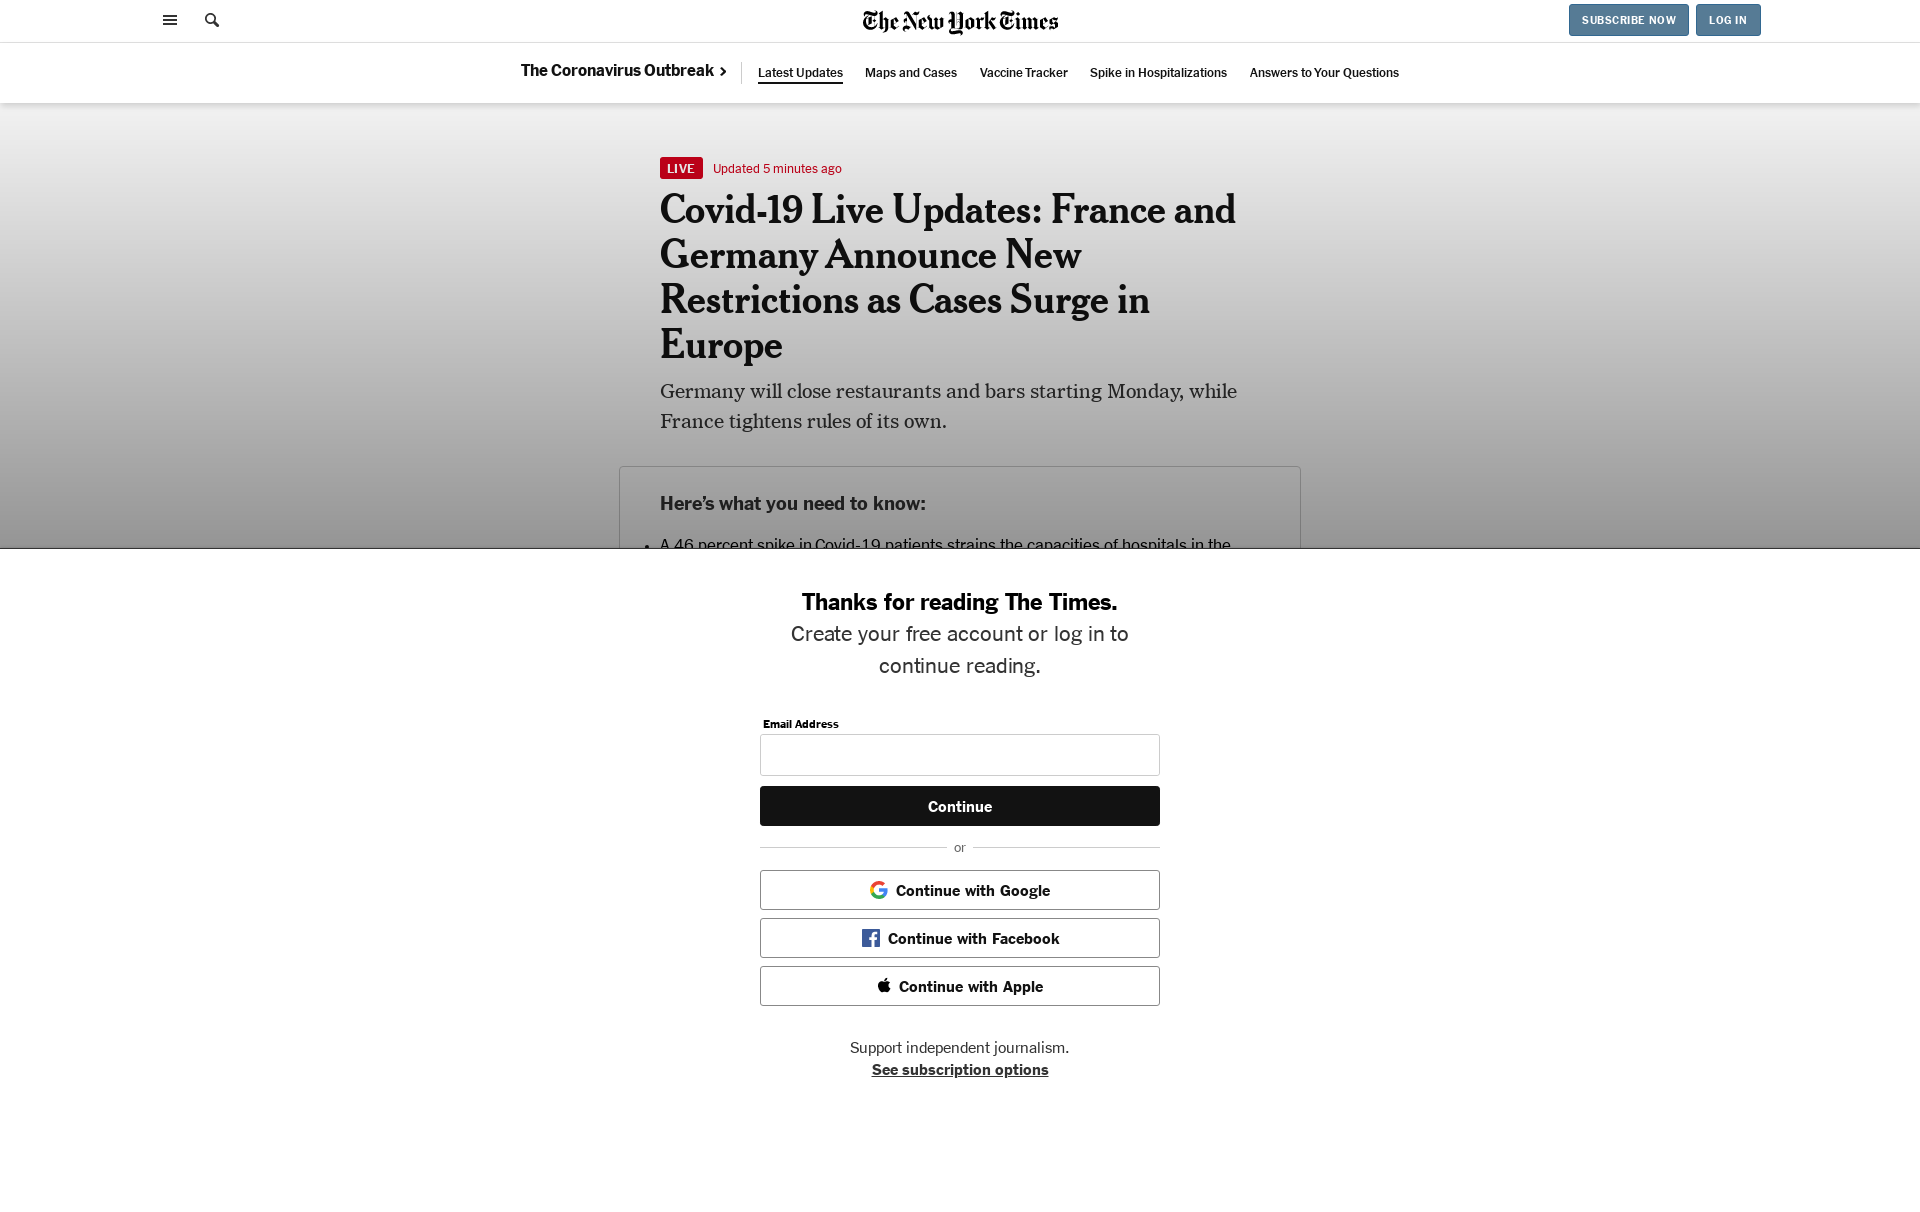 The New York Times
SUBSCRIBE NOW
LOG IN
The Coronavirus Outbreak
Latest Updates
Maps and Cases
Vaccine Tracker
Spike in Hospitalizations
Answers to Your Questions
LIVE
Updated 5 minutes ago
Covid-19 Live Updates: France and
Germany Announce New
Restrictions as Cases Surge in
Europe
Germany will close restaurants and bars starting Monday, while
France tightens rules of its own.
Here’s what you need to know:
A 46 percent spike in Covid-19 patients strains the capacities of hospitals in the
Thanks for reading The Times.
Create your free account or log in to
continue reading.
Email Address
Continue
or
Continue with Google
Continue with Facebook
Continue with Apple
Support independent journalism.
See subscription options